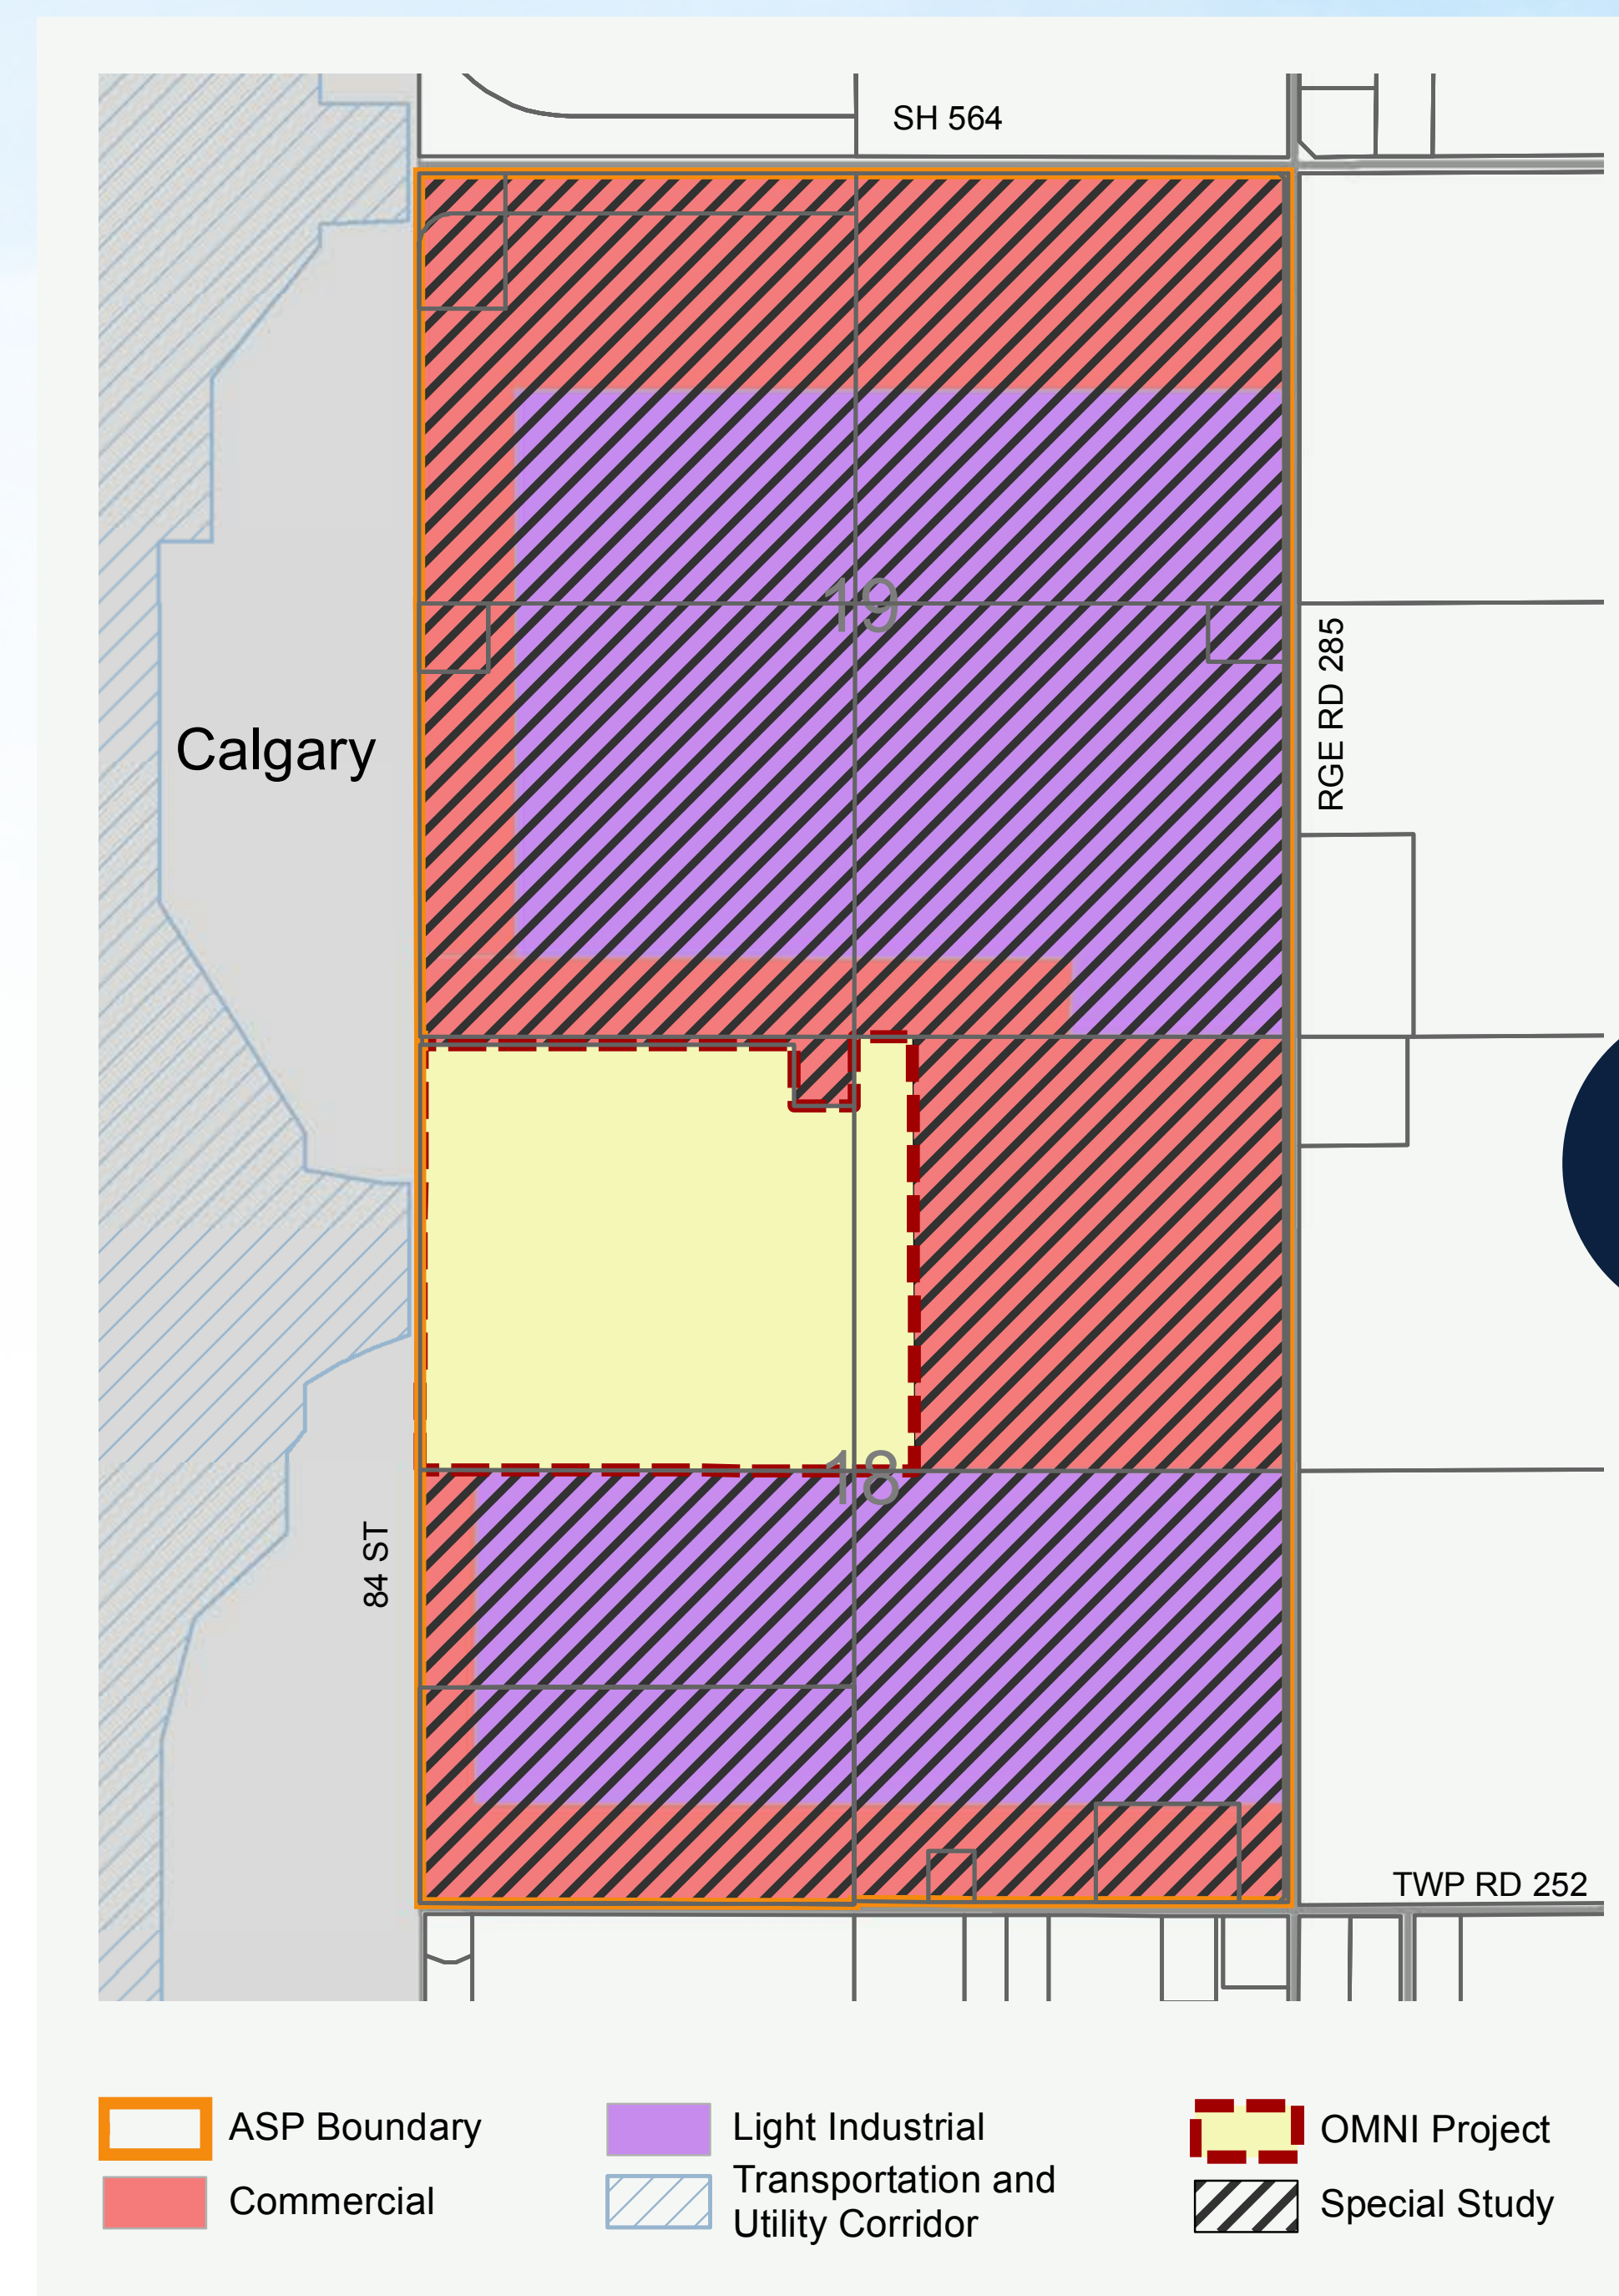 SH 564
19
RGE RD 285
Calgary
18
84 ST
TWP RD 252
ASP Boundary
Commercial
Light Industrial
Transportation and
Utility Corridor
OMNI Project
Special Study